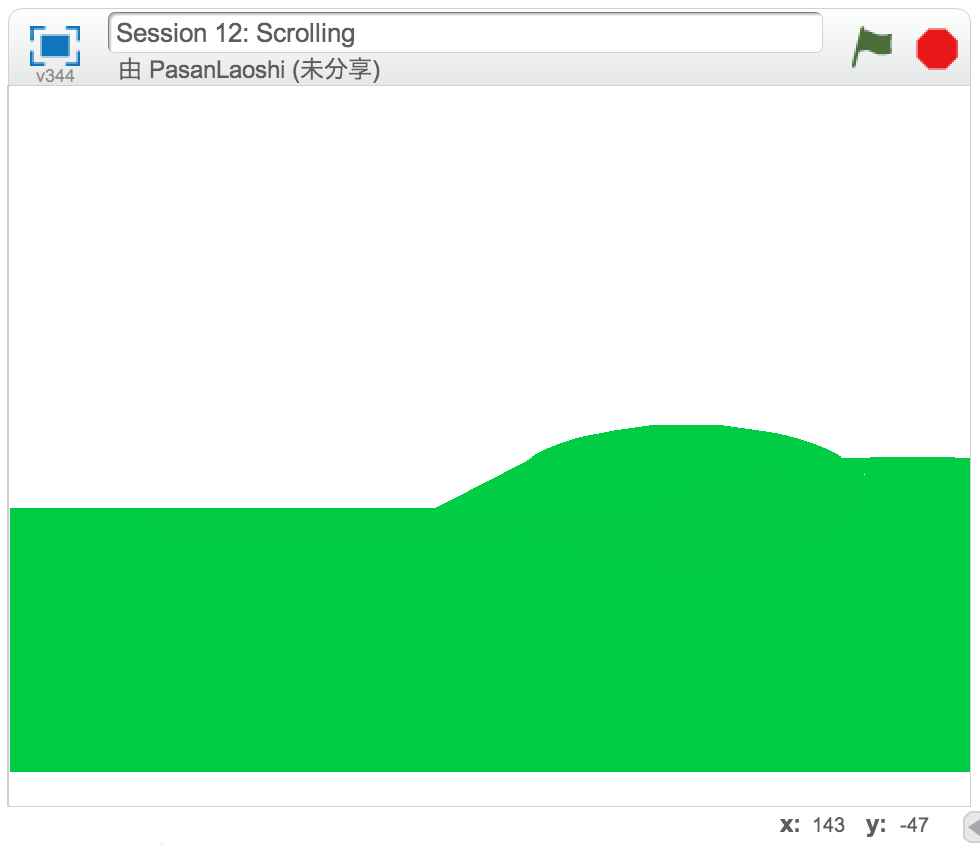 Session 12: Scrolling
v344
由 PasanLaoshi (未分享)
x: 143 y: -47